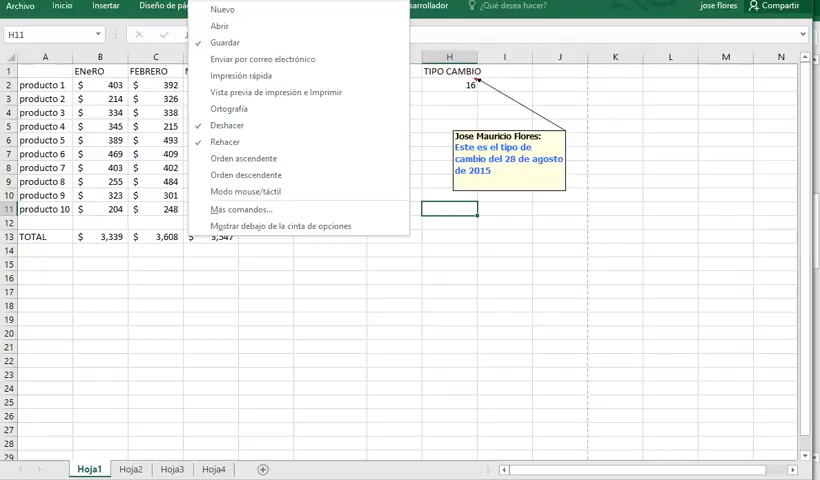 Archivo Inicio Insertar Diseño de pág sarrollador ¿Qué desea hacer? jose flores Compartir
Nuevo
Abrir
Guardar
Enviar por correo electrónico
Impresión rápida
Vista previa de impresión e Imprimir
Ortografía
Deshacer
Rehacer
Orden ascendente
Orden descendente
Modo mouse/táctil
Más comandos...
Mostrar debajo de la cinta de opciones
H11
A B C H I J K L M N
1 ENeRO FEBRERO M TIPO CAMBIO
2 producto 1 $ 403 $ 392 16
3 producto 2 $ 214 $ 326
4 producto 3 $ 334 $ 338
5 producto 4 $ 345 $ 215
6 producto 5 $ 389 $ 493
7 producto 6 $ 469 $ 409
8 producto 7 $ 403 $ 402
9 producto 8 $ 255 $ 484
10 producto 9 $ 323 $ 301
11 producto 10 $ 204 $ 248
12
13 TOTAL $ 3,339 $ 3,608 $ 3,547
14
15
16
17
18
19
20
21
22
23
24
25
26
27
28
29
Jose Mauricio Flores:
Este es el tipo de
cambio del 28 de agosto
de 2015
Hoja1 Hoja2 Hoja3 Hoja4